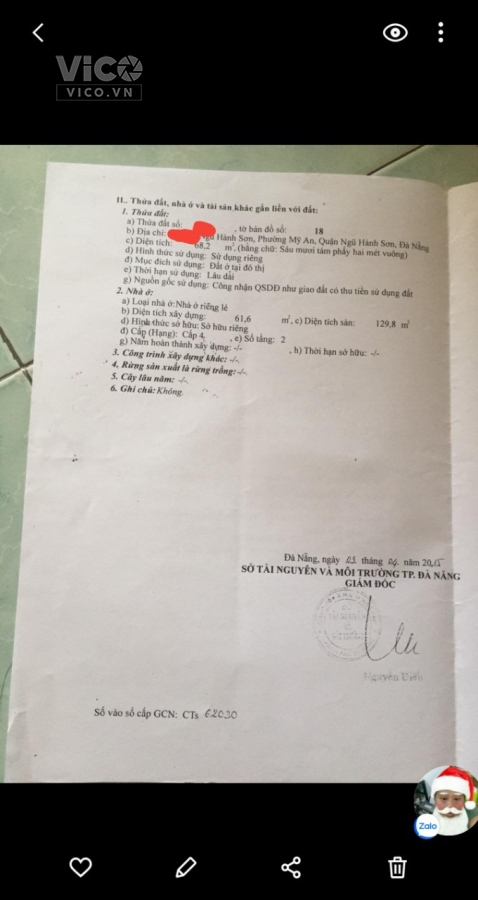 ViCO
VICO.VN
II. Thửa đất, nhà ở và tài sản khác gắn liền với đất:
1. Thửa đất:
a) Thửa đất số: , tờ bản đồ số: 18
b) Địa chỉ: Ngũ Hành Sơn, Phường Mỹ An, Quận Ngũ Hành Sơn, Đà Nẵng
c) Diện tích: 68,2 m², (bằng chữ: Sáu mươi tám phẩy hai mét vuông)
d) Hình thức sử dụng: Sử dụng riêng
đ) Mục đích sử dụng: Đất ở tại đô thị
e) Thời hạn sử dụng: Lâu dài
g) Nguồn gốc sử dụng: Công nhận QSDĐ như giao đất có thu tiền sử dụng đất
2. Nhà ở:
a) Loại nhà ở:Nhà ở riêng lẻ
b) Diện tích xây dựng: 61,6 m², c) Diện tích sàn: 129,8 m²
d) Hình thức sở hữu: Sở hữu riêng
đ) Cấp (Hạng): Cấp 4 , e) Số tầng: 2
g) Năm hoàn thành xây dựng: -/- , h) Thời hạn sở hữu: -/-
3. Công trình xây dựng khác: -/-
4. Rừng sản xuất là rừng trồng:-/-
5. Cây lâu năm: -/-
6. Ghi chú: Không.
Đà Nẵng, ngày tháng 04 năm 2015
SỞ TÀI NGUYÊN VÀ MÔI TRƯỜNG TP. ĐÀ NẴNG
GIÁM ĐỐC
Nguyễn Điểu
Số vào sổ cấp GCN: CTs 62030
Zalo